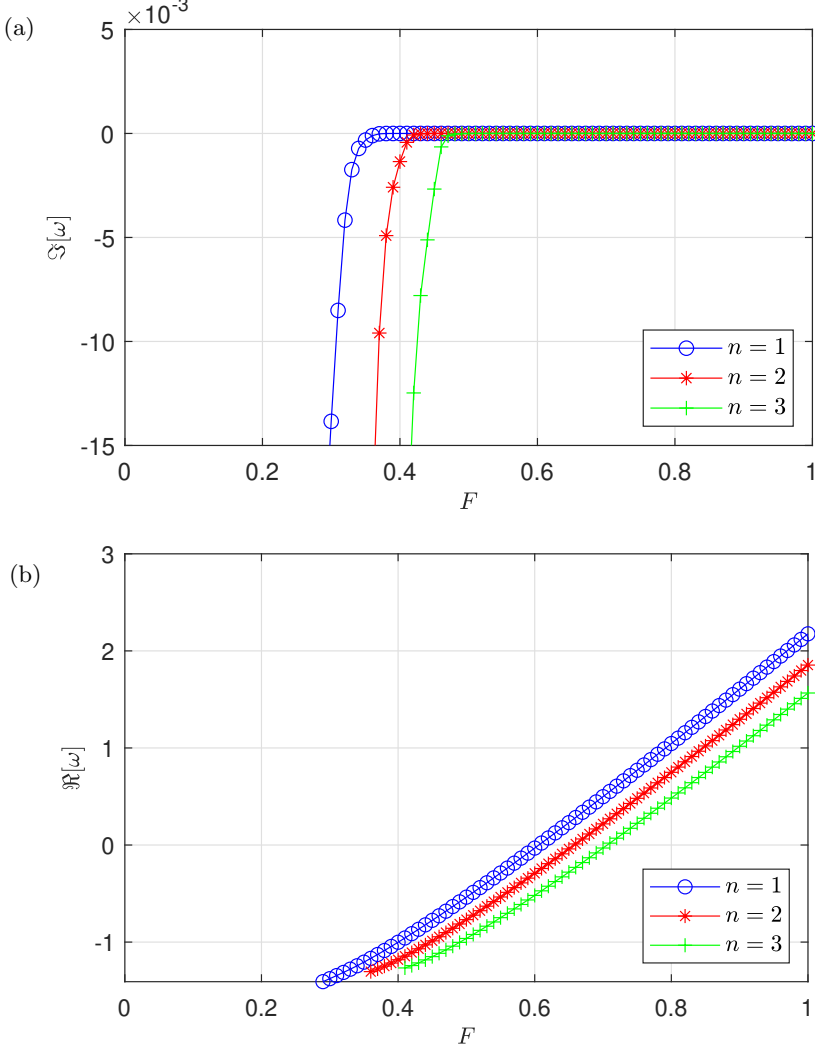 (a)
×10⁻³
5
0
-5
-10
-15
ℑ[ω]
0
0.2
0.4
0.6
0.8
1
F
n = 1
n = 2
n = 3
(b)
3
2
1
0
-1
ℜ[ω]
0
0.2
0.4
0.6
0.8
1
F
n = 1
n = 2
n = 3